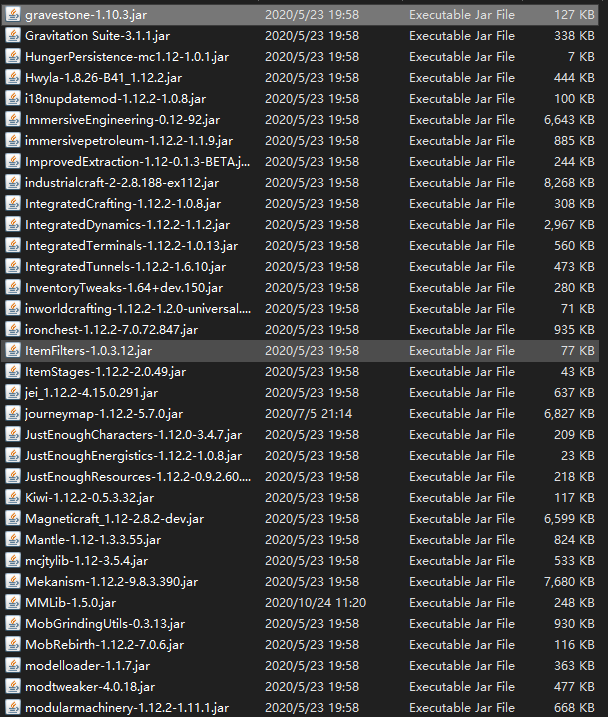 gravestone-1.10.3.jar 2020/5/23 19:58 Executable Jar File 127 KB
Gravitation Suite-3.1.1.jar 2020/5/23 19:58 Executable Jar File 338 KB
HungerPersistence-mc1.12-1.0.1.jar 2020/5/23 19:58 Executable Jar File 7 KB
Hwyla-1.8.26-B41_1.12.2.jar 2020/5/23 19:58 Executable Jar File 444 KB
i18nupdatemod-1.12.2-1.0.8.jar 2020/5/23 19:58 Executable Jar File 100 KB
ImmersiveEngineering-0.12-92.jar 2020/5/23 19:58 Executable Jar File 6,643 KB
immersivepetroleum-1.12.2-1.1.9.jar 2020/5/23 19:58 Executable Jar File 885 KB
ImprovedExtraction-1.12-0.1.3-BETA.j... 2020/5/23 19:58 Executable Jar File 244 KB
industrialcraft-2-2.8.188-ex112.jar 2020/5/23 19:58 Executable Jar File 8,268 KB
IntegratedCrafting-1.12.2-1.0.8.jar 2020/5/23 19:58 Executable Jar File 308 KB
IntegratedDynamics-1.12.2-1.1.2.jar 2020/5/23 19:58 Executable Jar File 2,967 KB
IntegratedTerminals-1.12.2-1.0.13.jar 2020/5/23 19:58 Executable Jar File 560 KB
IntegratedTunnels-1.12.2-1.6.10.jar 2020/5/23 19:58 Executable Jar File 473 KB
InventoryTweaks-1.64+dev.150.jar 2020/5/23 19:58 Executable Jar File 280 KB
inworldcrafting-1.12.2-1.2.0-universal.... 2020/5/23 19:58 Executable Jar File 71 KB
ironchest-1.12.2-7.0.72.847.jar 2020/5/23 19:58 Executable Jar File 935 KB
ItemFilters-1.0.3.12.jar 2020/5/23 19:58 Executable Jar File 77 KB
ItemStages-1.12.2-2.0.49.jar 2020/5/23 19:58 Executable Jar File 43 KB
jei_1.12.2-4.15.0.291.jar 2020/5/23 19:58 Executable Jar File 637 KB
journeymap-1.12.2-5.7.0.jar 2020/7/5 21:14 Executable Jar File 6,827 KB
JustEnoughCharacters-1.12.0-3.4.7.jar 2020/5/23 19:58 Executable Jar File 209 KB
JustEnoughEnergistics-1.12.2-1.0.8.jar 2020/5/23 19:58 Executable Jar File 23 KB
JustEnoughResources-1.12.2-0.9.2.60.... 2020/5/23 19:58 Executable Jar File 218 KB
Kiwi-1.12.2-0.5.3.32.jar 2020/5/23 19:58 Executable Jar File 117 KB
Magneticraft_1.12-2.8.2-dev.jar 2020/5/23 19:58 Executable Jar File 6,599 KB
Mantle-1.12-1.3.3.55.jar 2020/5/23 19:58 Executable Jar File 824 KB
mcjtylib-1.12-3.5.4.jar 2020/5/23 19:58 Executable Jar File 533 KB
Mekanism-1.12.2-9.8.3.390.jar 2020/5/23 19:58 Executable Jar File 7,680 KB
MMLib-1.5.0.jar 2020/10/24 11:20 Executable Jar File 248 KB
MobGrindingUtils-0.3.13.jar 2020/5/23 19:58 Executable Jar File 930 KB
MobRebirth-1.12.2-7.0.6.jar 2020/5/23 19:58 Executable Jar File 116 KB
modelloader-1.1.7.jar 2020/5/23 19:58 Executable Jar File 363 KB
modtweaker-4.0.18.jar 2020/5/23 19:58 Executable Jar File 477 KB
modularmachinery-1.12.2-1.11.1.jar 2020/5/23 19:58 Executable Jar File 668 KB